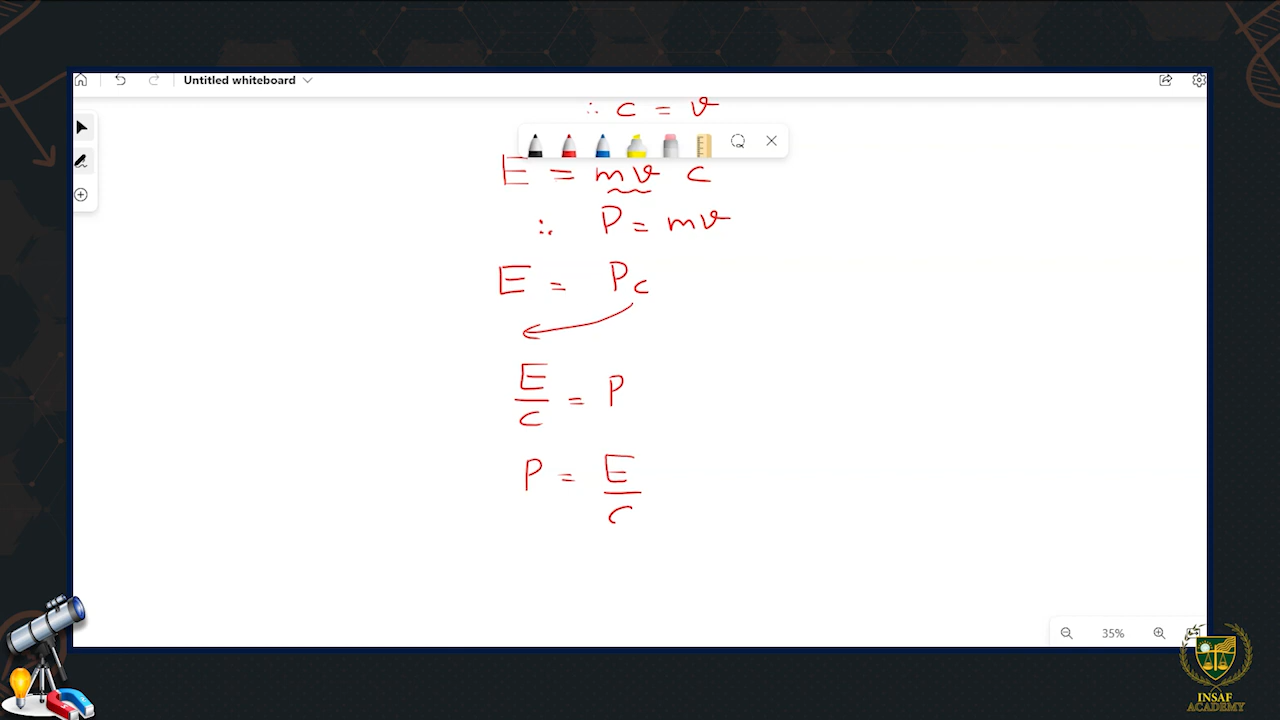 Untitled whiteboard
∴ c = v
E = mv c
∴ P = mv
E = Pc
E/c = P
P = E/c
35%
INSAF
ACADEMY